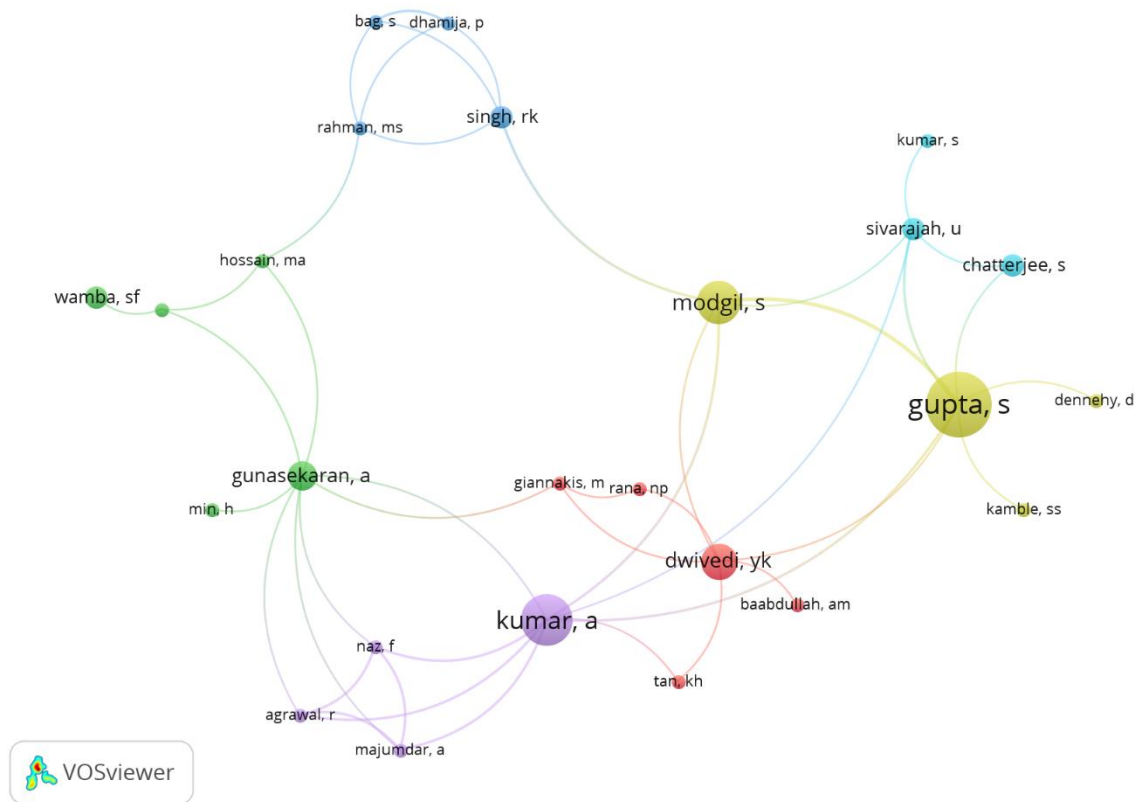 bag, s
dhamija, p
singh, rk
rahman, ms
kumar, s
sivarajah, u
chatterjee, s
hossain, ma
wamba, sf
modgil, s
gupta, s
dennehy, d
gunasekaran, a
giannakis, m
rana, np
min, h
kamble, ss
dwivedi, yk
baabdullah, am
kumar, a
naz, f
tan, kh
agrawal, r
majumdar, a
VOSviewer